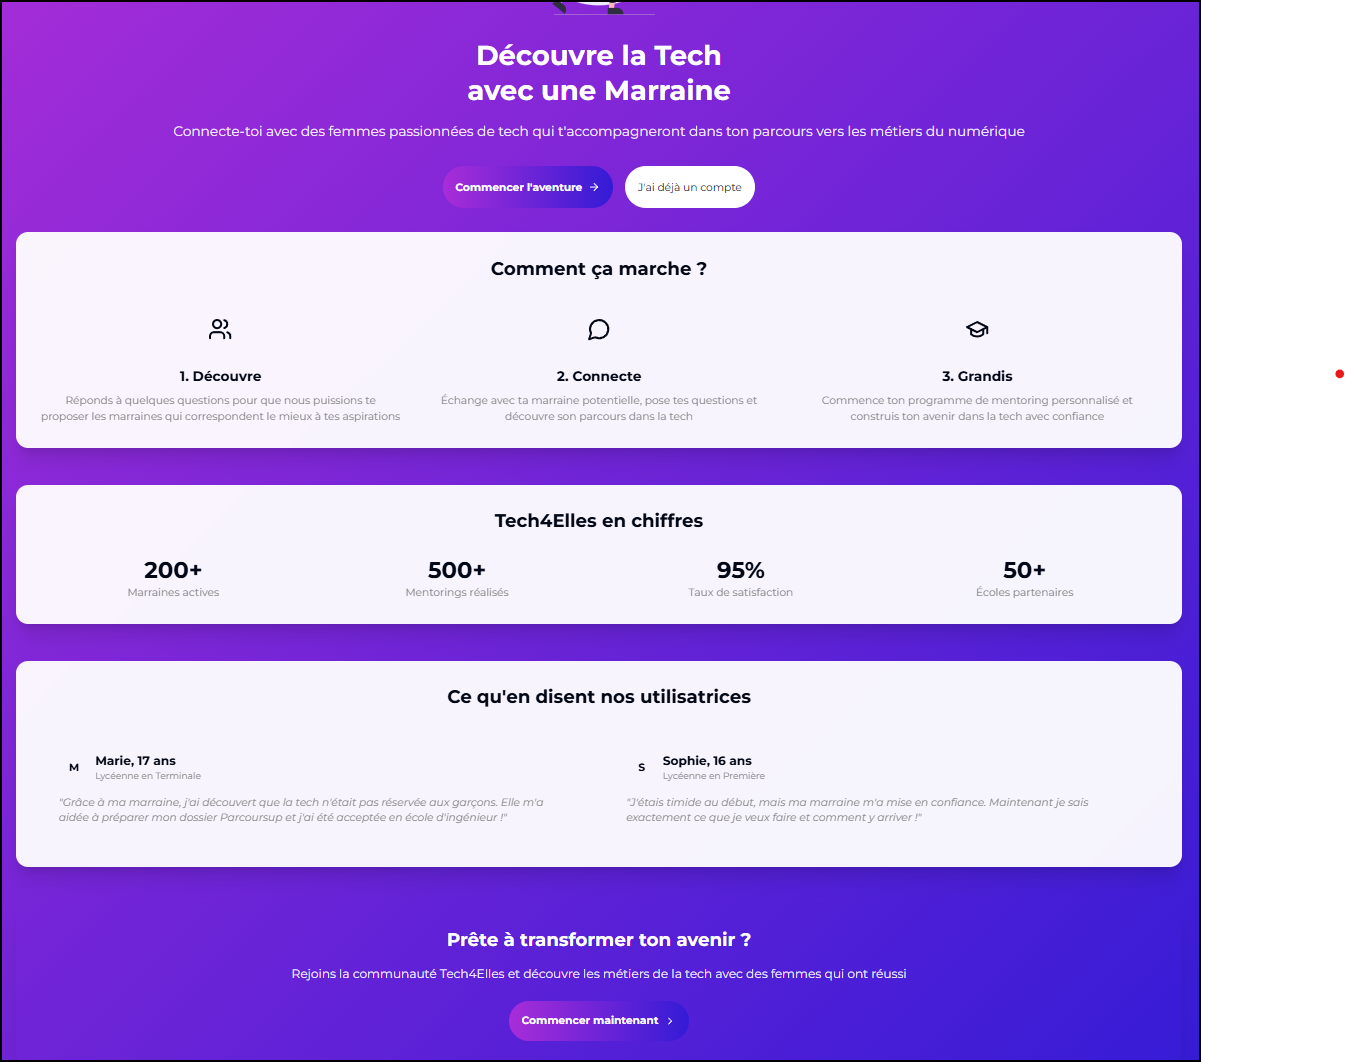 Découvre la Tech
avec une Marraine
Connecte-toi avec des femmes passionnées de tech qui t'accompagneront dans ton parcours vers les métiers du numérique
Commencer l'aventure
J'ai déjà un compte
Comment ça marche ?
1. Découvre
Réponds à quelques questions pour que nous puissions te
proposer les marraines qui correspondent le mieux à tes aspirations
2. Connecte
Échange avec ta marraine potentielle, pose tes questions et
découvre son parcours dans la tech
3. Grandis
Commence ton programme de mentoring personnalisé et
construis ton avenir dans la tech avec confiance
Tech4Elles en chiffres
200+
Marraines actives
500+
Mentorings réalisés
95%
Taux de satisfaction
50+
Écoles partenaires
Ce qu'en disent nos utilisatrices
M
Marie, 17 ans
Lycéenne en Terminale
"Grâce à ma marraine, j'ai découvert que la tech n'était pas réservée aux garçons. Elle m'a
aidée à préparer mon dossier Parcoursup et j'ai été acceptée en école d'ingénieur !"
S
Sophie, 16 ans
Lycéenne en Première
"J'étais timide au début, mais ma marraine m'a mise en confiance. Maintenant je sais
exactement ce que je veux faire et comment y arriver !"
Prête à transformer ton avenir ?
Rejoins la communauté Tech4Elles et découvre les métiers de la tech avec des femmes qui ont réussi
Commencer maintenant